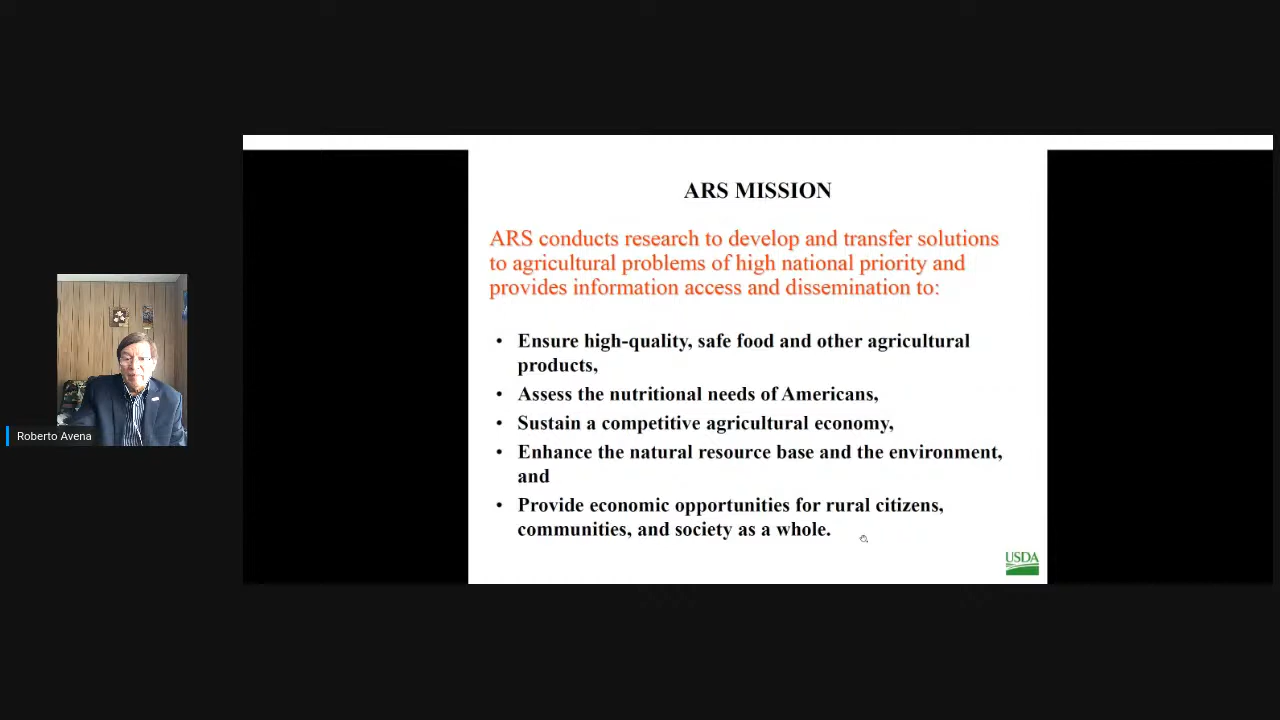 ARS MISSION
ARS conducts research to develop and transfer solutions
to agricultural problems of high national priority and
provides information access and dissemination to:
• Ensure high-quality, safe food and other agricultural
products,
• Assess the nutritional needs of Americans,
• Sustain a competitive agricultural economy,
• Enhance the natural resource base and the environment,
and
• Provide economic opportunities for rural citizens,
communities, and society as a whole.
USDA
Roberto Avena